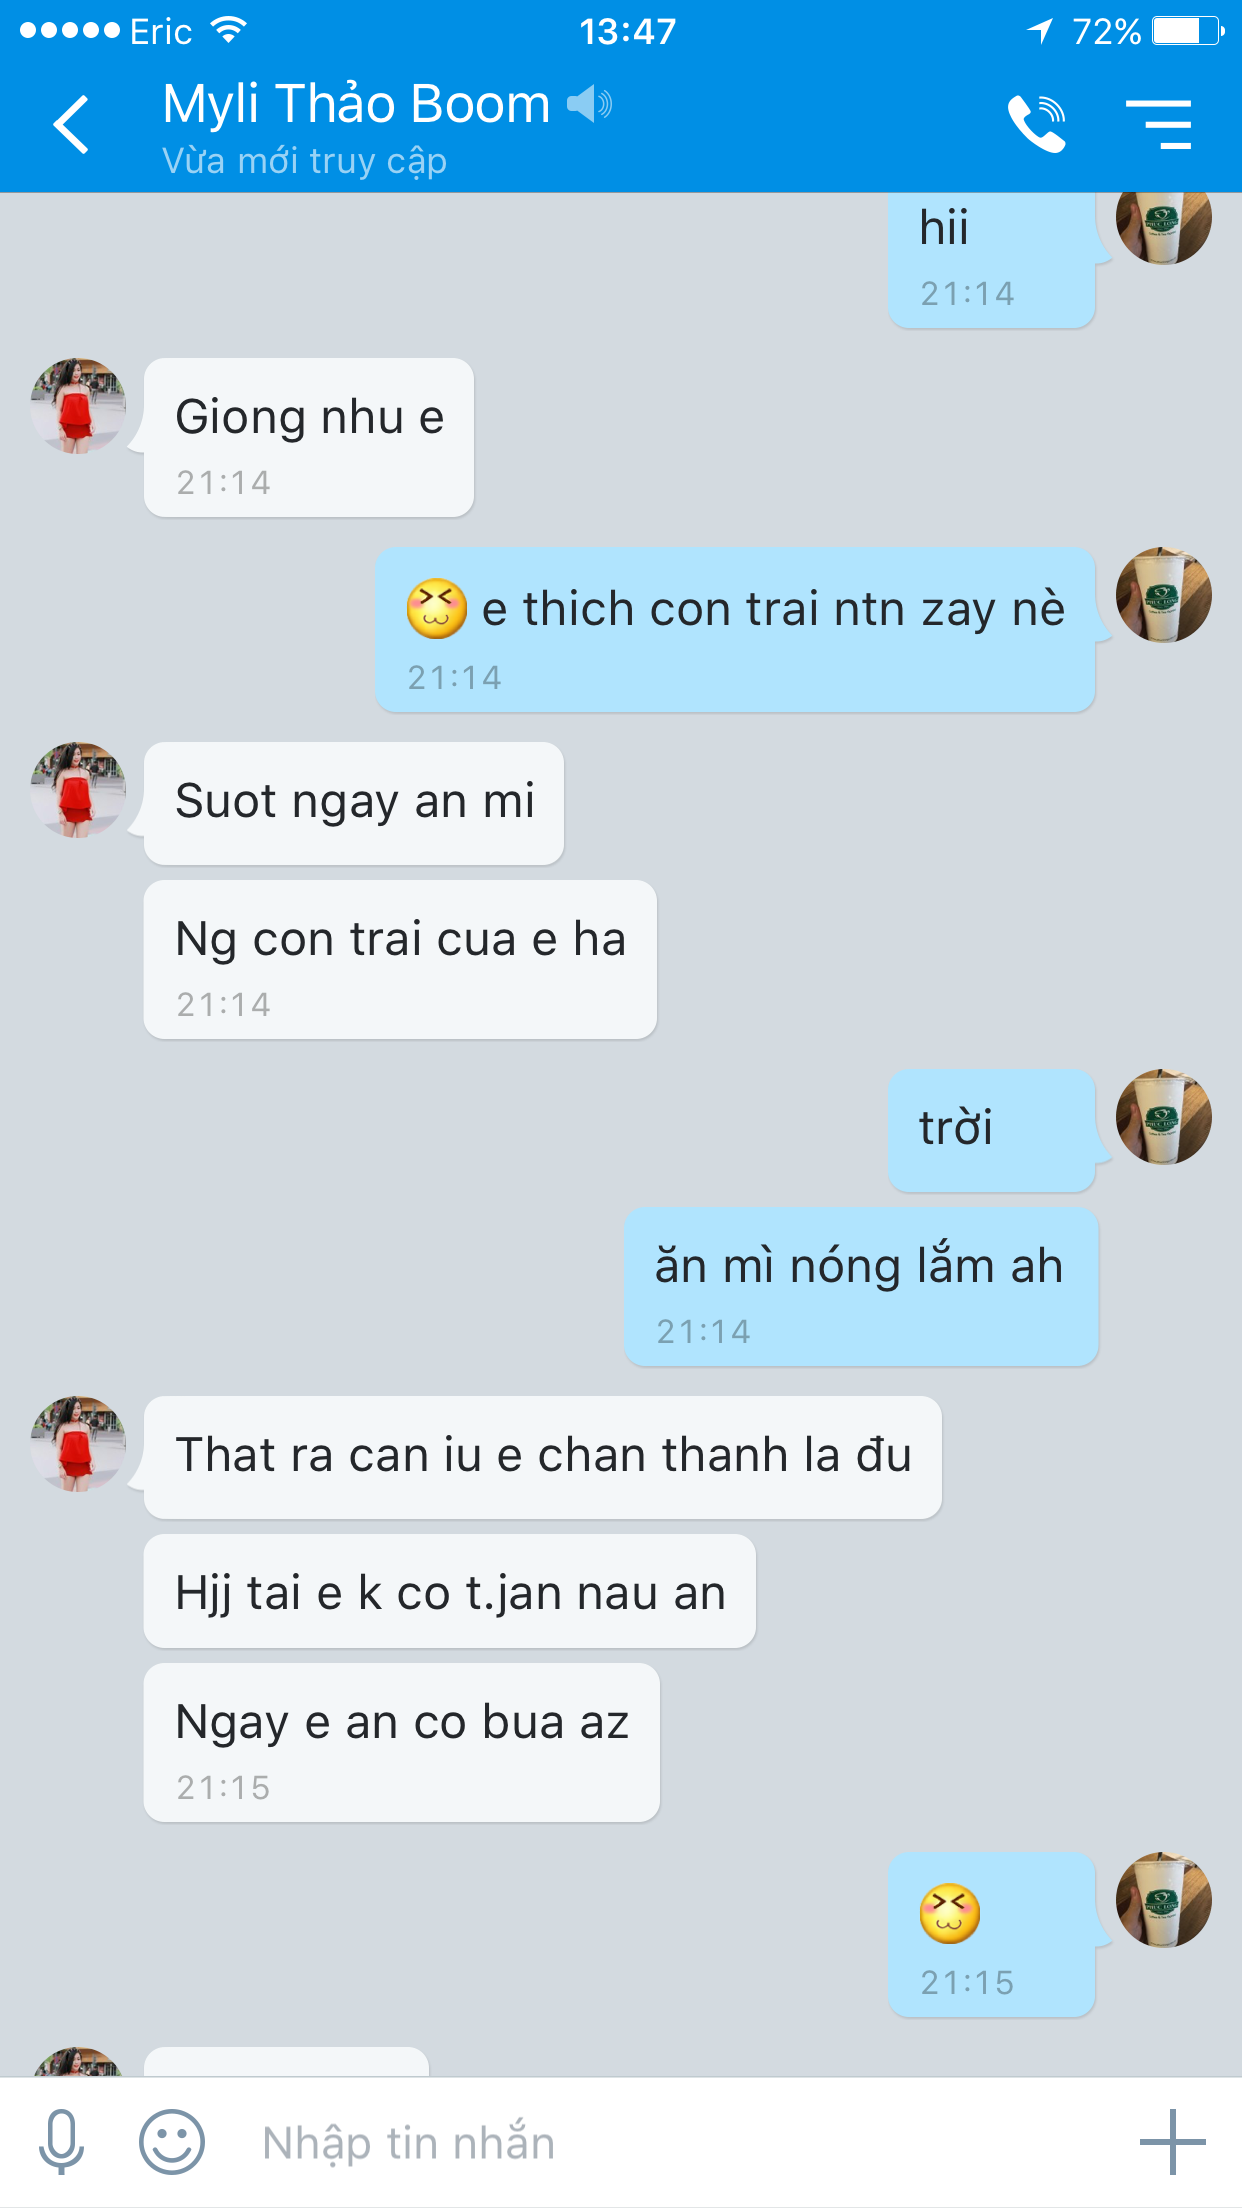 Eric 13:47 72%
Myli Thảo Boom
Vừa mới truy cập
hii
21:14
Giong nhu e
21:14
e thich con trai ntn zay nè
21:14
Suot ngay an mi
Ng con trai cua e ha
21:14
trời
ăn mì nóng lắm ah
21:14
That ra can iu e chan thanh la đu
Hjj tai e k co t.jan nau an
Ngay e an co bua az
21:15
21:15
Nhập tin nhắn